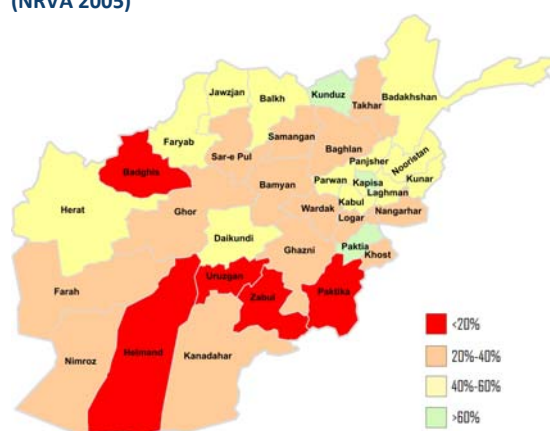 (NRVA 2005)
Jawzjan
Balkh
Kunduz
Takhar
Badakhshan
Faryab
Samangan
Baghlan
Sar-e Pul
Badghis
Panjsher
Nooristan
Parwan
Kapisa
Kunar
Laghman
Bamyan
Kabul
Herat
Ghor
Wardak
Logar
Nangarhar
Daikundi
Paktia
Ghazni
Khost
Uruzgan
Farah
Zabul
Paktika
Helmand
Nimroz
Kanadahar
<20%
20%-40%
40%-60%
>60%